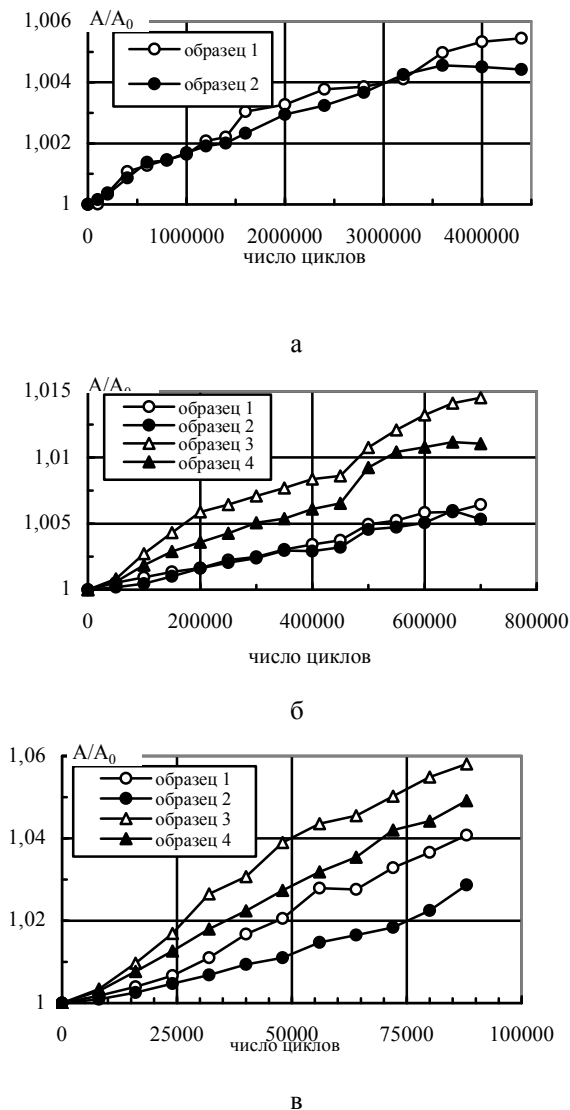 А/А₀
1,006
1,004
1,002
1
образец 1
образец 2
0 1000000 2000000 3000000 4000000
число циклов
а
А/А₀
1,015
1,01
1,005
1
образец 1
образец 2
образец 3
образец 4
0 200000 400000 600000 800000
число циклов
б
А/А₀
1,06
1,04
1,02
1
образец 1
образец 2
образец 3
образец 4
0 25000 50000 75000 100000
число циклов
в